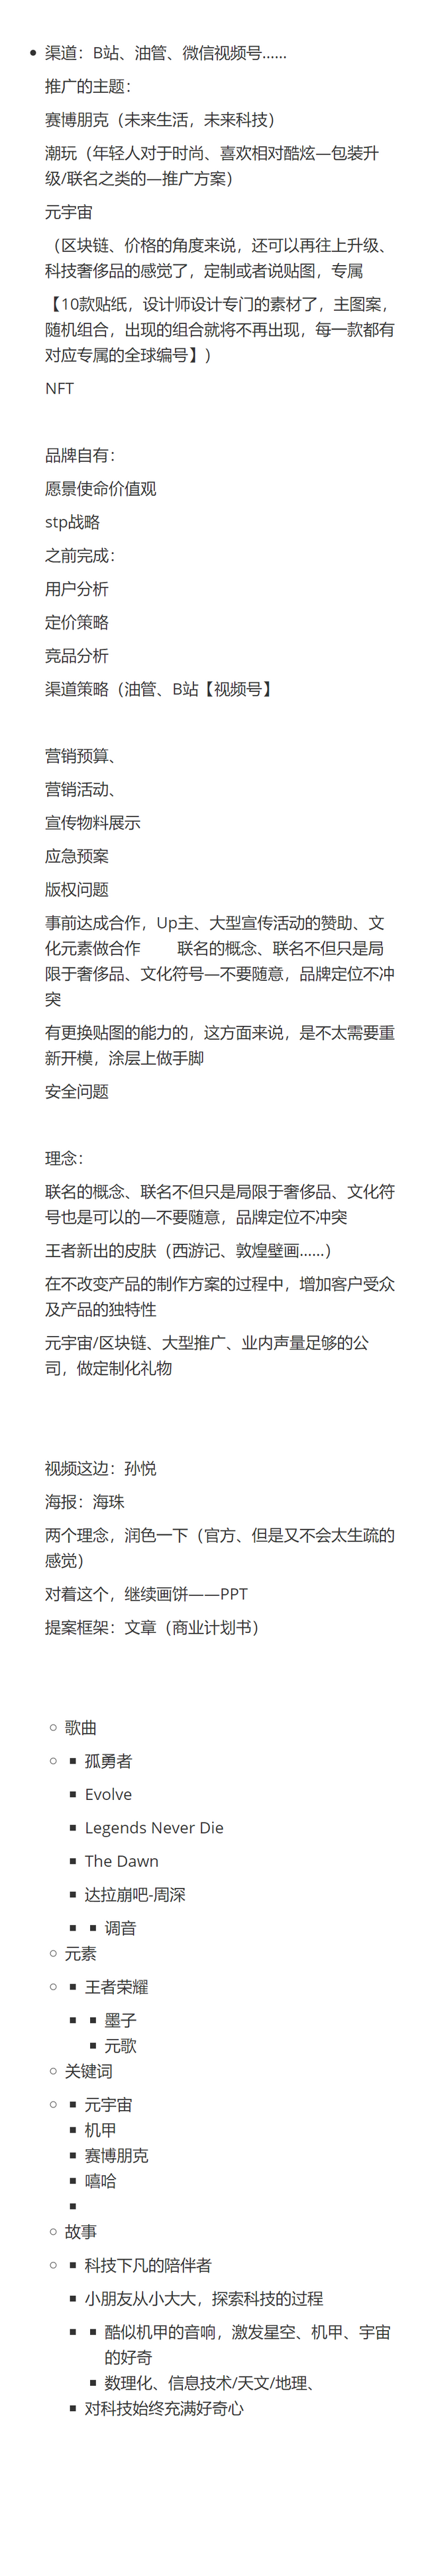 渠道：B站、油管、微信视频号......
推广的主题：
赛博朋克（未来生活，未来科技）
潮玩（年轻人对于时尚、喜欢相对酷炫—包装升
级/联名之类的—推广方案）
元宇宙
（区块链、价格的角度来说，还可以再往上升级、
科技奢侈品的感觉了，定制或者说贴图，专属
【10款贴纸，设计师设计专门的素材了，主图案，
随机组合，出现的组合就将不再出现，每一款都有
对应专属的全球编号】）
NFT
品牌自有：
愿景使命价值观
stp战略
之前完成：
用户分析
定价策略
竞品分析
渠道策略（油管、B站【视频号】
营销预算、
营销活动、
宣传物料展示
应急预案
版权问题
事前达成合作，Up主、大型宣传活动的赞助、文
化元素做合作 联名的概念、联名不但只是局
限于奢侈品、文化符号—不要随意，品牌定位不冲
突
有更换贴图的能力的，这方面来说，是不太需要重
新开模，涂层上做手脚
安全问题
理念：
联名的概念、联名不但只是局限于奢侈品、文化符
号也是可以的—不要随意，品牌定位不冲突
王者新出的皮肤（西游记、敦煌壁画......）
在不改变产品的制作方案的过程中，增加客户受众
及产品的独特性
元宇宙/区块链、大型推广、业内声量足够的公
司，做定制化礼物
视频这边：孙悦
海报：海珠
两个理念，润色一下（官方、但是又不会太生疏的
感觉）
对着这个，继续画饼——PPT
提案框架：文章（商业计划书）
歌曲
孤勇者
Evolve
Legends Never Die
The Dawn
达拉崩吧-周深
调音
元素
王者荣耀
墨子
元歌
关键词
元宇宙
机甲
赛博朋克
嘻哈
故事
科技下凡的陪伴者
小朋友从小大大，探索科技的过程
酷似机甲的音响，激发星空、机甲、宇宙
的好奇
数理化、信息技术/天文/地理、
对科技始终充满好奇心